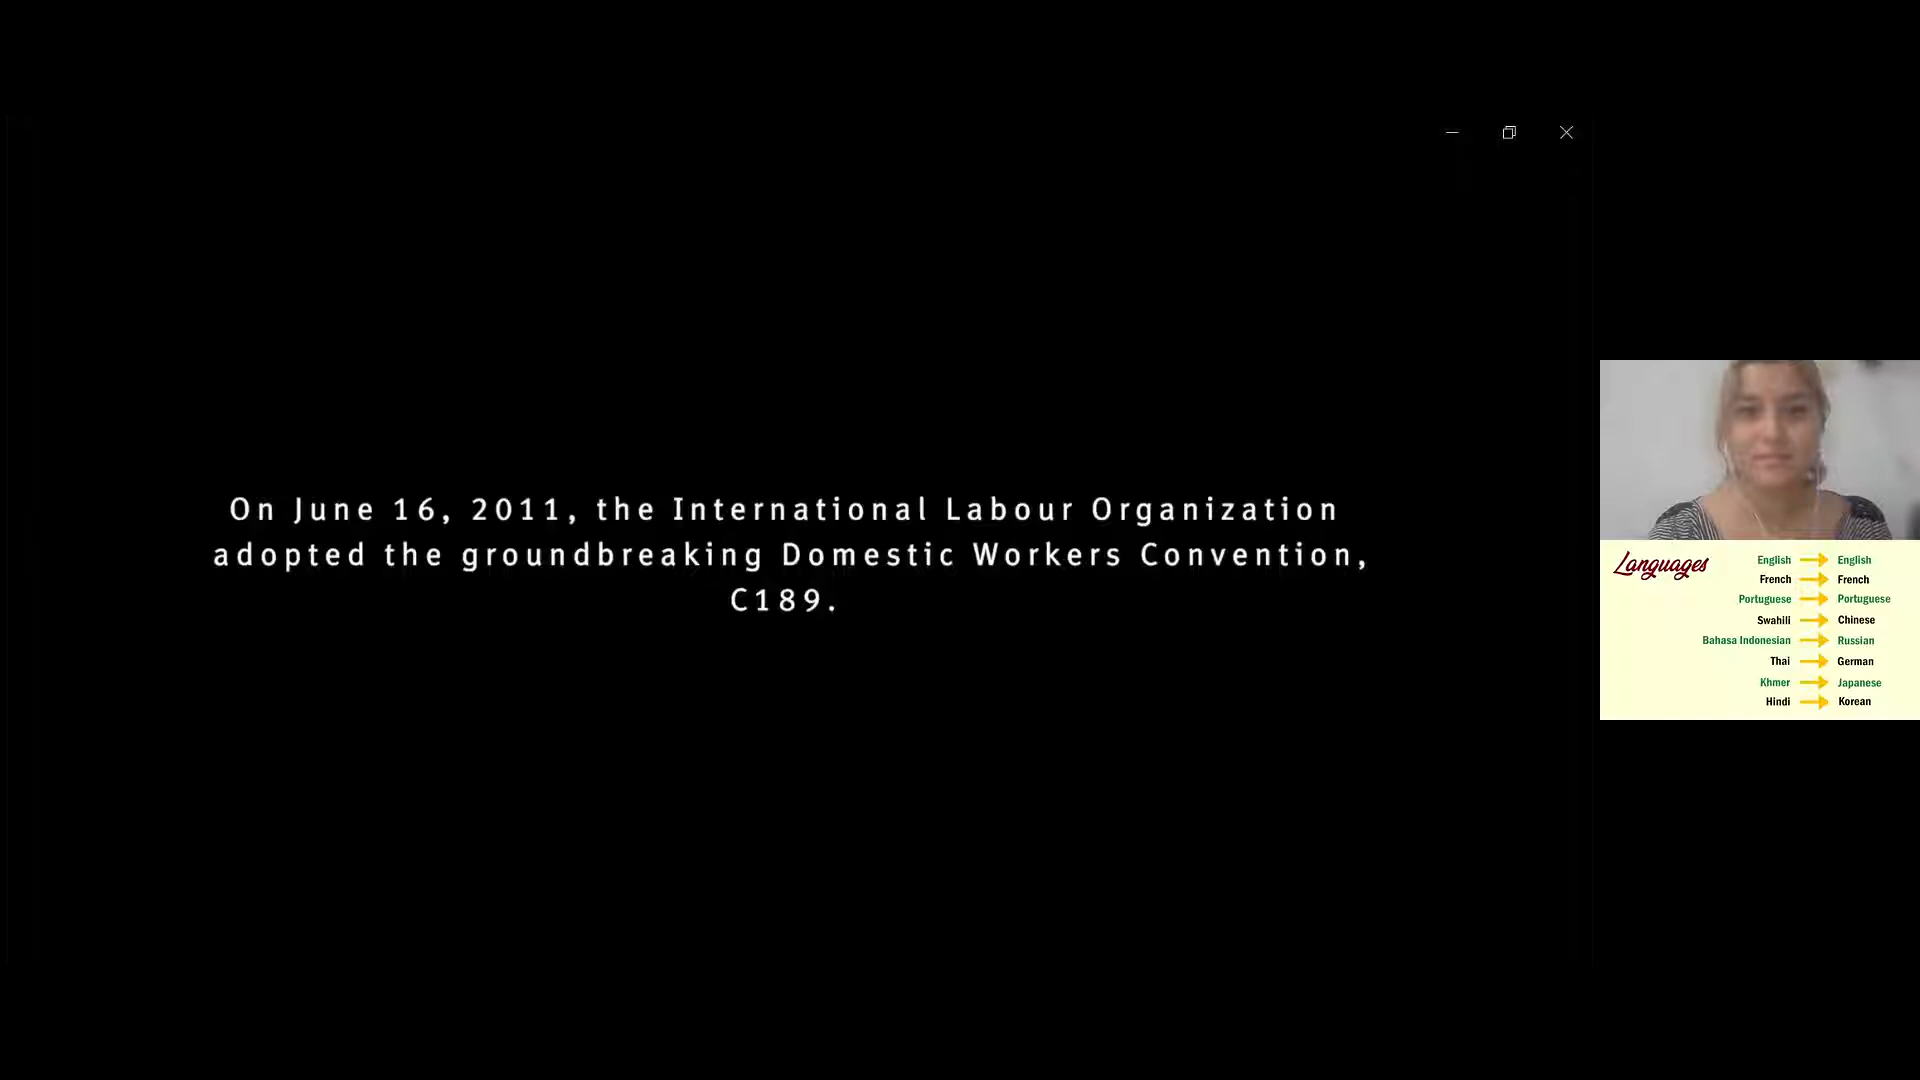 On June 16, 2011, the International Labour Organization
adopted the groundbreaking Domestic Workers Convention,
C189.
Languages
English English
French French
Portuguese Portuguese
Swahili Chinese
Bahasa Indonesian Russian
Thai German
Khmer Japanese
Hindi Korean